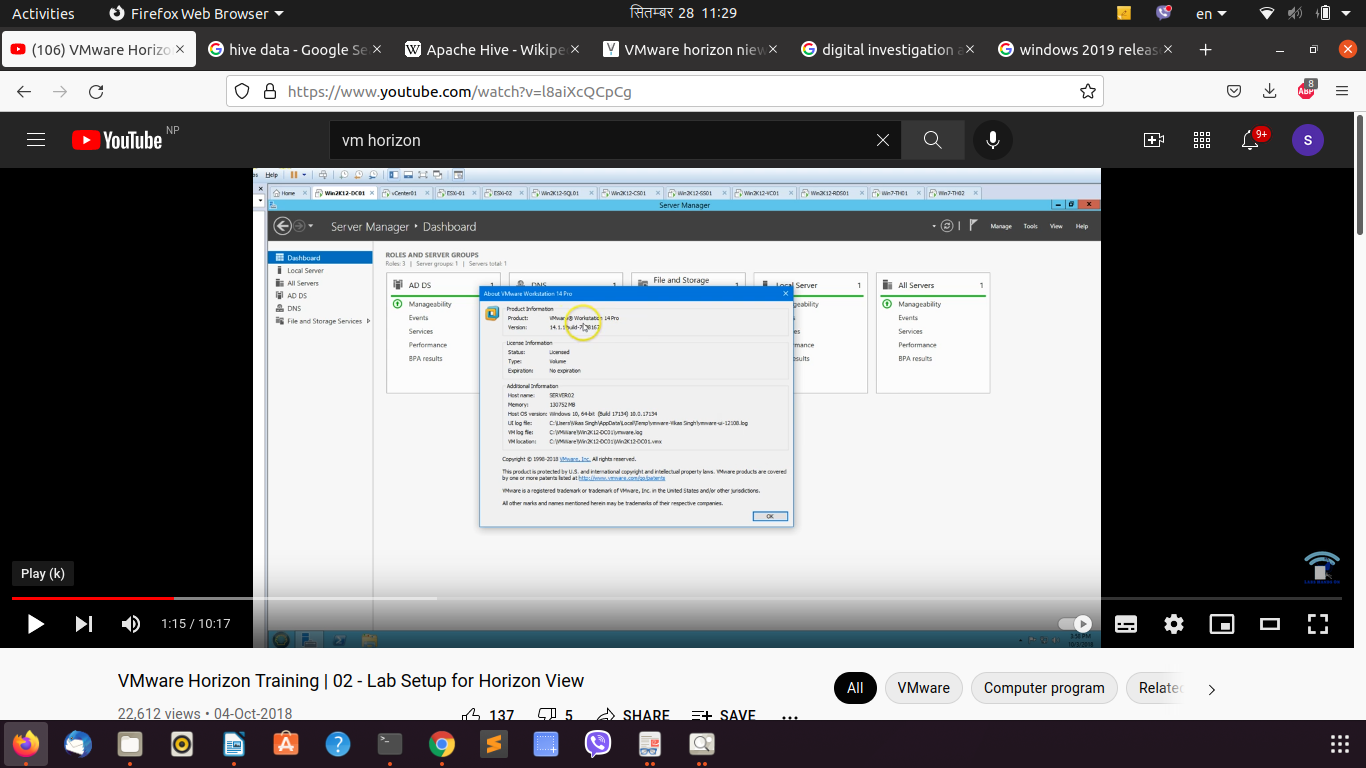 Activities Firefox Web Browser सितम्बर 28 11:29 en
(106) VMware Horizo hive data - Google Se Apache Hive - Wikipe VMware horizon niew digital investigation a windows 2019 releas
https://www.youtube.com/watch?v=l8aiXcQCpCg ABP 8
YouTube NP vm horizon 9+ S
Help
Home Win2K12-DC01 vCenter01 ESXi-01 ESXi-02 Win2K12-SQL01 Win2K12-CS01 Win2K12-SS01 Win2K12-VC01 Win2K12-RDS01 Win7-TH01 Win7-TH02
Server Manager
Server Manager • Dashboard Manage Tools View Help
Dashboard
Local Server
All Servers
AD DS
DNS
File and Storage Services
ROLES AND SERVER GROUPS
Roles: 3 | Server groups: 1 | Servers total: 1
AD DS 1 DNS 1 File and Storage 1 Server 1 All Servers 1
Manageability geability Manageability
Events Events
Services Services
Performance mance Performance
BPA results BPA results
About VMware Workstation 14 Pro
Product Information
Product: VMware® Workstation 14 Pro
Version:
License Information
Status: Licensed
Type: Volume
Expiration: No expiration
Additional Information
Host name: SERVER02
Memory: 130752 MB
Host OS version: Windows 10, 64-bit (Build 17134) 10.0.17134
UI log file: C:\Users\Vikas Singh\AppData\Local\Temp\vmware-Vikas Singh\vmware-ui-12108.log
VM log file: C:\VMWare\Win2K12-DC01\vmware.log
VM location: C:\VMWare\Win2K12-DC01\Win2K12-DC01.vmx
Copyright © 1998-2018 VMware, Inc. All rights reserved.
This product is protected by U.S. and international copyright and intellectual property laws. VMware products are covered
by one or more patents listed at http://www.vmware.com/go/patents
VMware is a registered trademark or trademark of VMware, Inc. in the United States and/or other jurisdictions.
All other marks and names mentioned herein may be trademarks of their respective companies.
OK
Play (k)
1:15 / 10:17
VMware Horizon Training | 02 - Lab Setup for Horizon View
All VMware Computer program Relate
22,612 views • 04-Oct-2018 137 5 SHARE SAVE